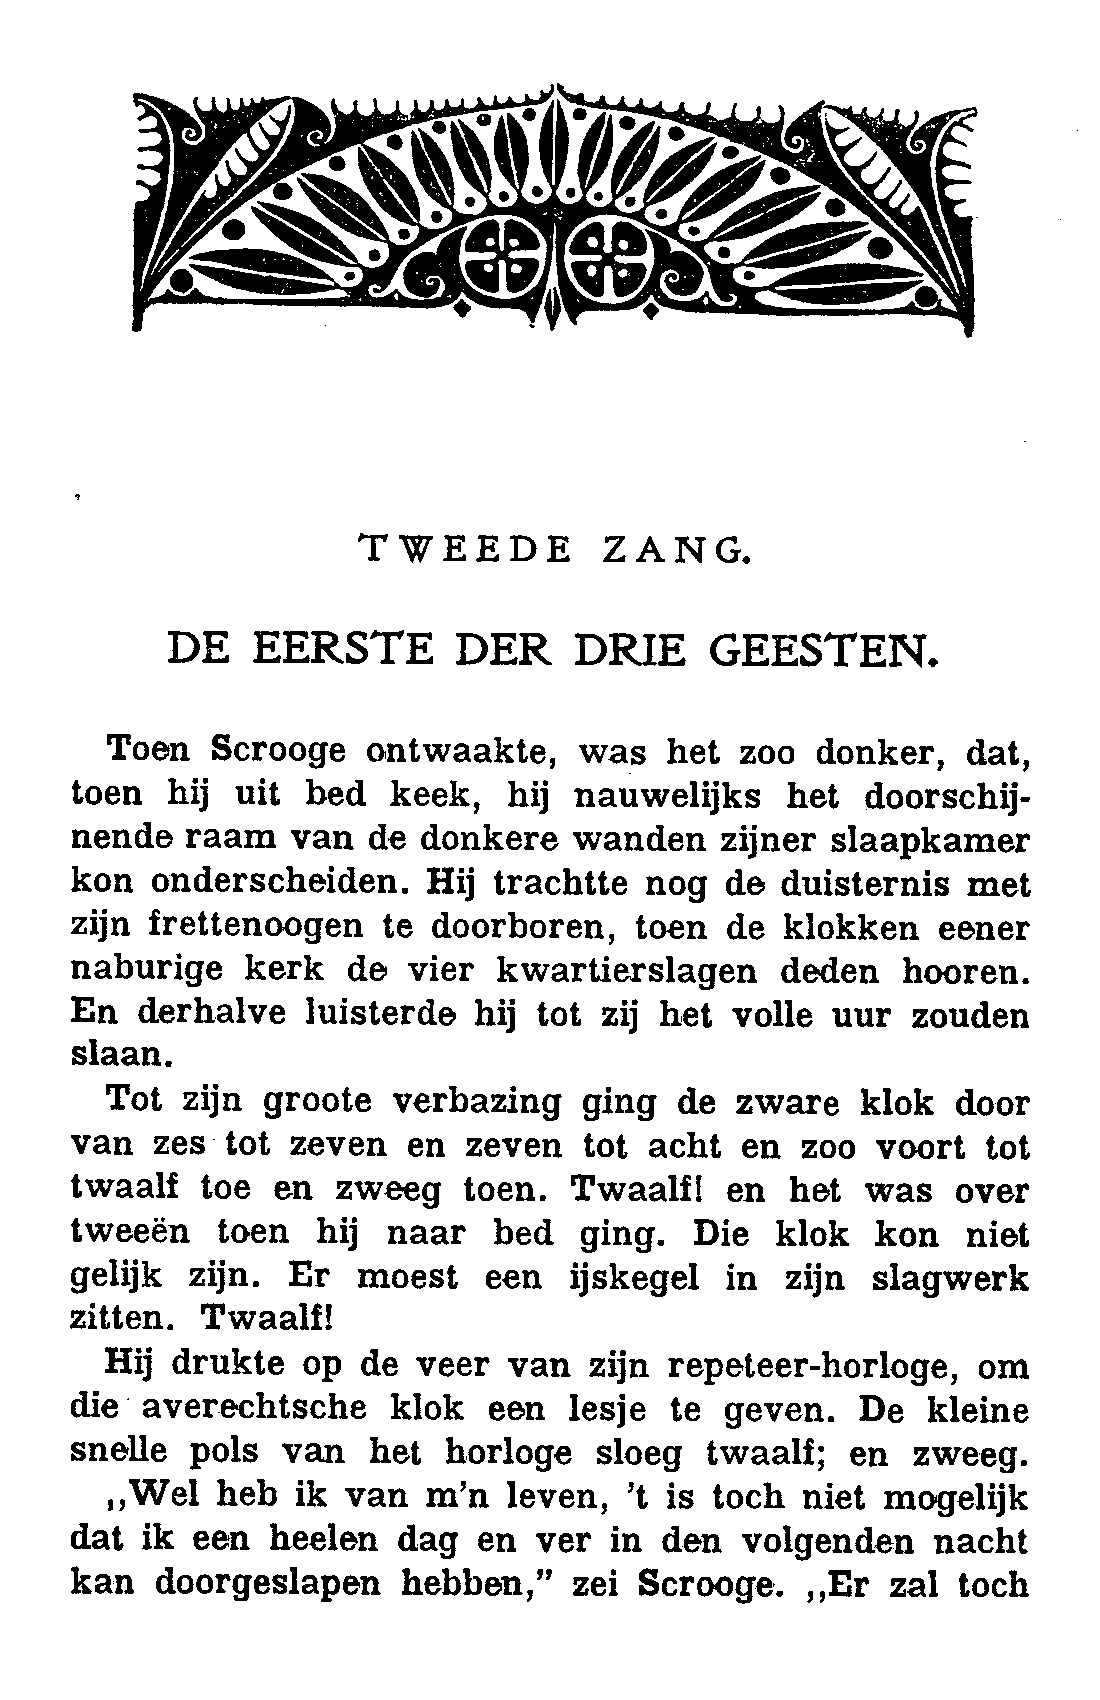 TWEEDE ZANG.
DE EERSTE DER DRIE GEESTEN.
Toen Scrooge ontwaakte, was het zoo donker, dat,
toen hij uit bed keek, hij nauwelijks het doorschij-
nende raam van de donkere wanden zijner slaapkamer
kon onderscheiden. Hij trachtte nog de duisternis met
zijn frettenoogen te doorboren, toen de klokken eener
naburige kerk de vier kwartierslagen deden hooren.
En derhalve luisterde hij tot zij het volle uur zouden
slaan.
Tot zijn groote verbazing ging de zware klok door
van zes tot zeven en zeven tot acht en zoo voort tot
twaalf toe en zweeg toen. Twaalf! en het was over
tweeën toen hij naar bed ging. Die klok kon niet
gelijk zijn. Er moest een ijskegel in zijn slagwerk
zitten. Twaalf!
Hij drukte op de veer van zijn repeteer-horloge, om
die averechtsche klok een lesje te geven. De kleine
snelle pols van het horloge sloeg twaalf; en zweeg.
,,Wel heb ik van m'n leven, 't is toch niet mogelijk
dat ik een heelen dag en ver in den volgenden nacht
kan doorgeslapen hebben,” zei Scrooge. ,,Er zal toch